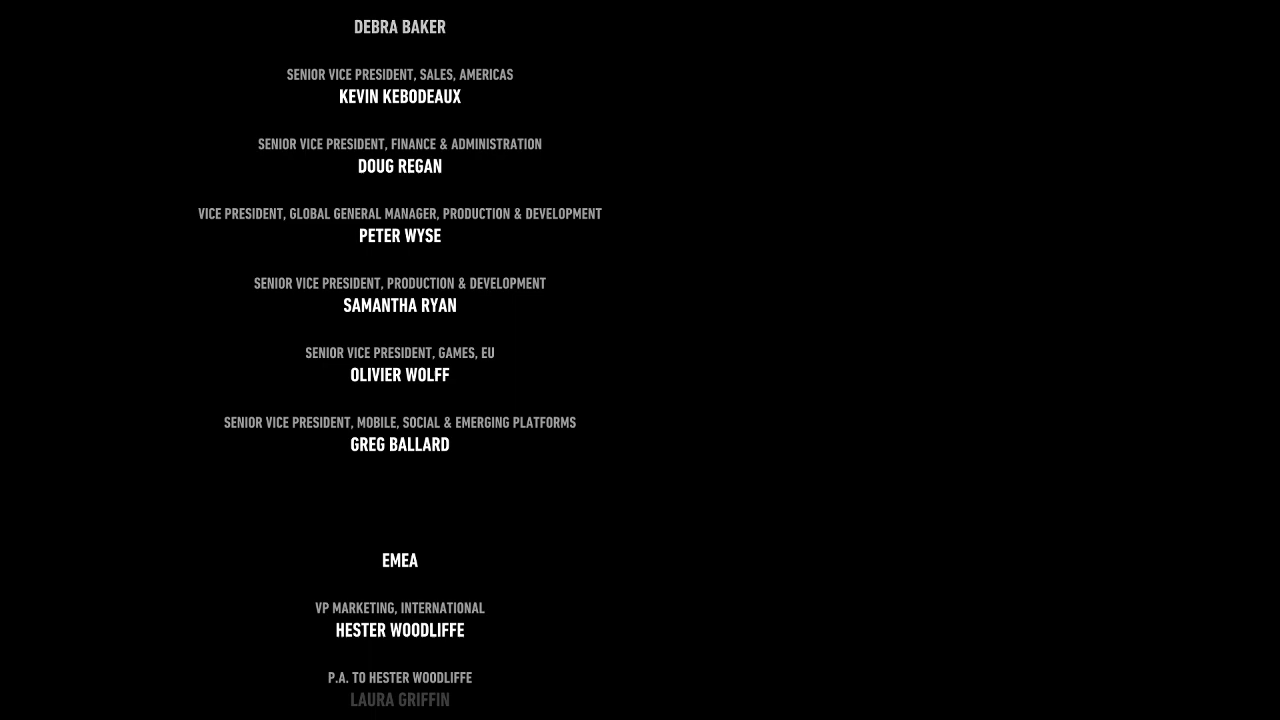 DEBRA BAKER
SENIOR VICE PRESIDENT, SALES, AMERICAS
KEVIN KEBODEAUX
SENIOR VICE PRESIDENT, FINANCE & ADMINISTRATION
DOUG REGAN
VICE PRESIDENT, GLOBAL GENERAL MANAGER, PRODUCTION & DEVELOPMENT
PETER WYSE
SENIOR VICE PRESIDENT, PRODUCTION & DEVELOPMENT
SAMANTHA RYAN
SENIOR VICE PRESIDENT, GAMES, EU
OLIVIER WOLFF
SENIOR VICE PRESIDENT, MOBILE, SOCIAL & EMERGING PLATFORMS
GREG BALLARD
EMEA
VP MARKETING, INTERNATIONAL
HESTER WOODLIFFE
P.A. TO HESTER WOODLIFFE
LAURA GRIFFIN